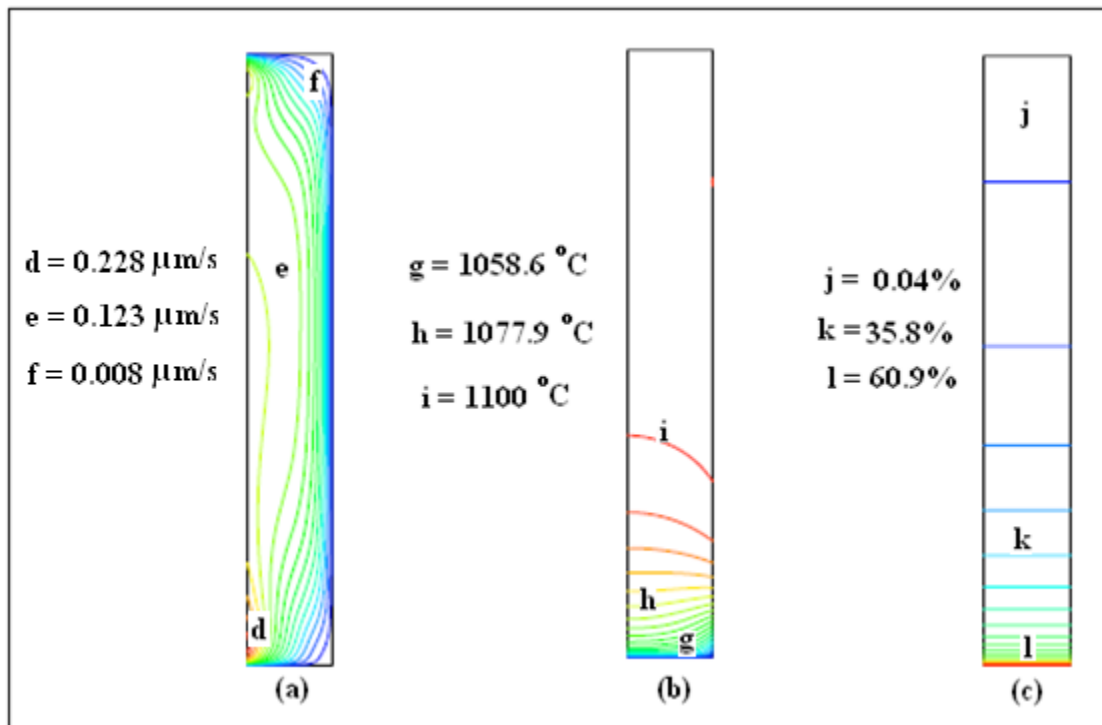 f
e
d
d = 0.228 μm/s
e = 0.123 μm/s
f = 0.008 μm/s
(a)
g = 1058.6 °C
h = 1077.9 °C
i = 1100 °C
i
h
g
(b)
j = 0.04%
k = 35.8%
l = 60.9%
j
k
l
(c)